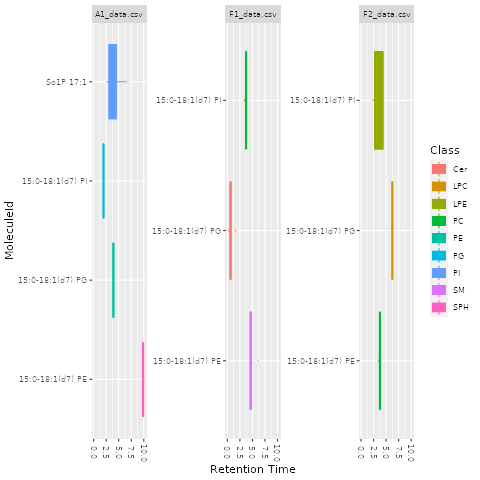 A1_data.csv
F1_data.csv
F2_data.csv
So1P 17:1
15:0-18:1(d7) PI
15:0-18:1(d7) PG
15:0-18:1(d7) PE
15:0-18:1(d7) PI
15:0-18:1(d7) PG
15:0-18:1(d7) PE
15:0-18:1(d7) PI
15:0-18:1(d7) PG
15:0-18:1(d7) PE
MoleculeId
0.0
2.5
5.0
7.5
10.0
0.0
2.5
5.0
7.5
10.0
0.0
2.5
5.0
7.5
10.0
Retention Time
Class
Cer
LPC
LPE
PC
PE
PG
PI
SM
SPH